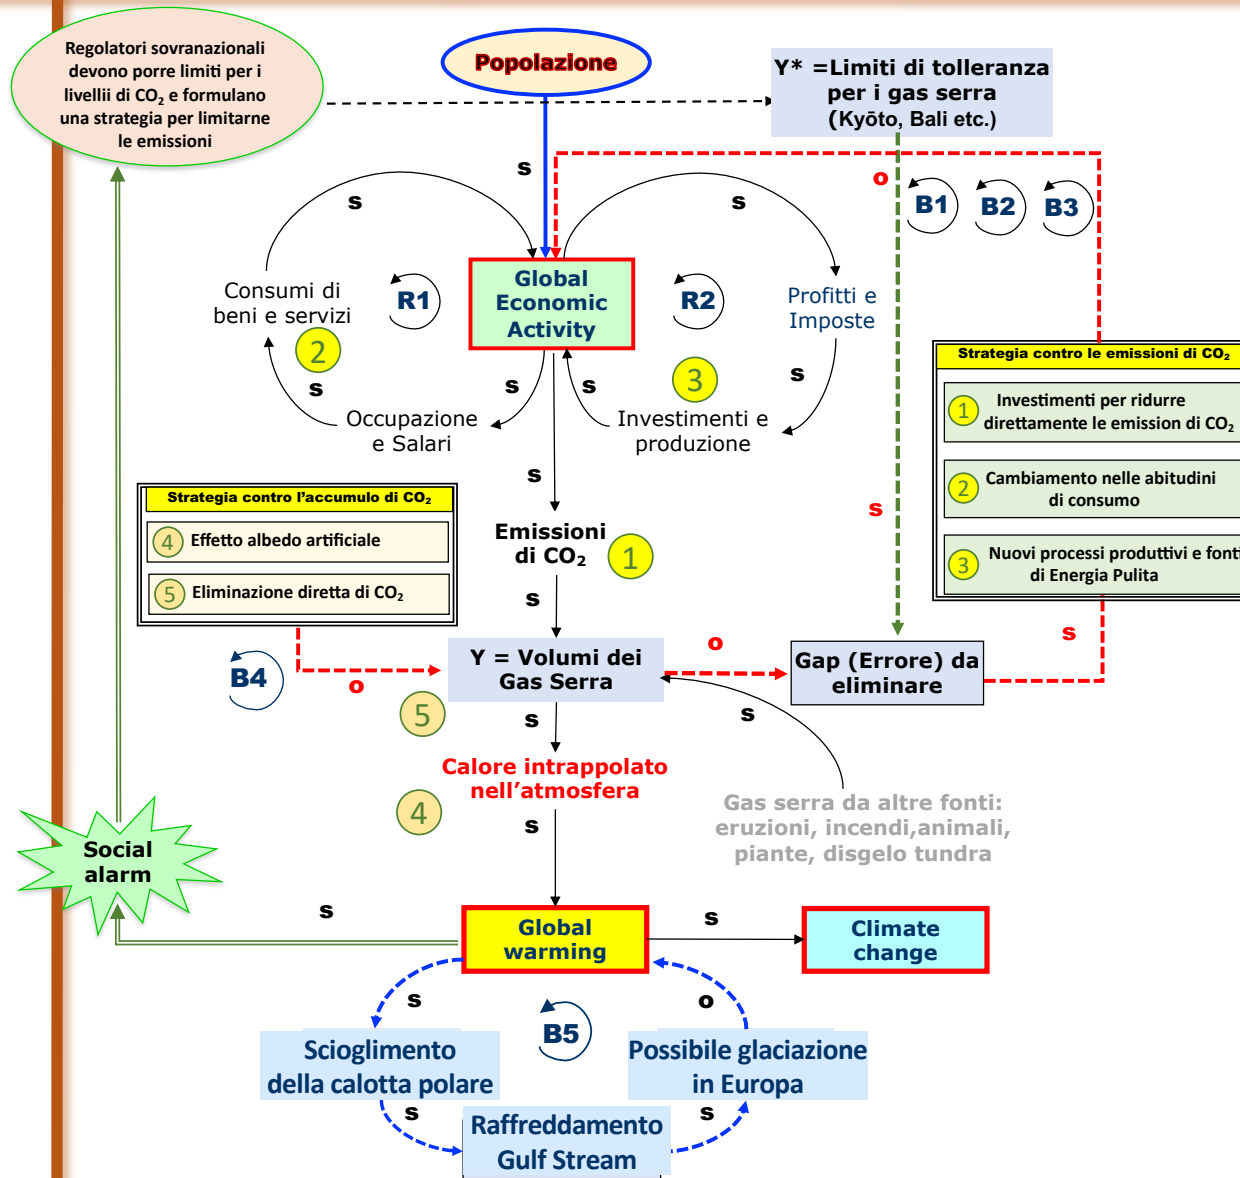 Regolatori sovranazionali
devono porre limiti per i
livellii di CO₂ e formulano
una strategia per limitarne
le emissioni
Popolazione
Y* =Limiti di tolleranza
per i gas serra
(Kyōto, Bali etc.)
s
o
B1
B2
B3
s
s
Consumi di
beni e servizi
R1
Global
Economic
Activity
R2
Profitti e
Imposte
2
3
s
s
s
s
Occupazione
e Salari
Investimenti e
produzione
Strategia contro le emissioni di CO₂
1
Investimenti per ridurre
direttamente le emission di CO₂
2
Cambiamento nelle abitudini
di consumo
3
Nuovi processi produttivi e fonti
di Energia Pulita
s
s
Strategia contro l'accumulo di CO₂
4
Effetto albedo artificiale
5
Eliminazione diretta di CO₂
Emissioni
di CO₂
1
s
s
B4
o
Y = Volumi dei
Gas Serra
o
Gap (Errore) da
eliminare
5
s
s
Calore intrappolato
nell'atmosfera
4
s
Gas serra da altre fonti:
eruzioni, incendi,animali,
piante, disgelo tundra
Social
alarm
s
Global
warming
s
Climate
change
s
B5
o
Scioglimento
della calotta polare
Possibile glaciazione
in Europa
s
s
Raffreddamento
Gulf Stream